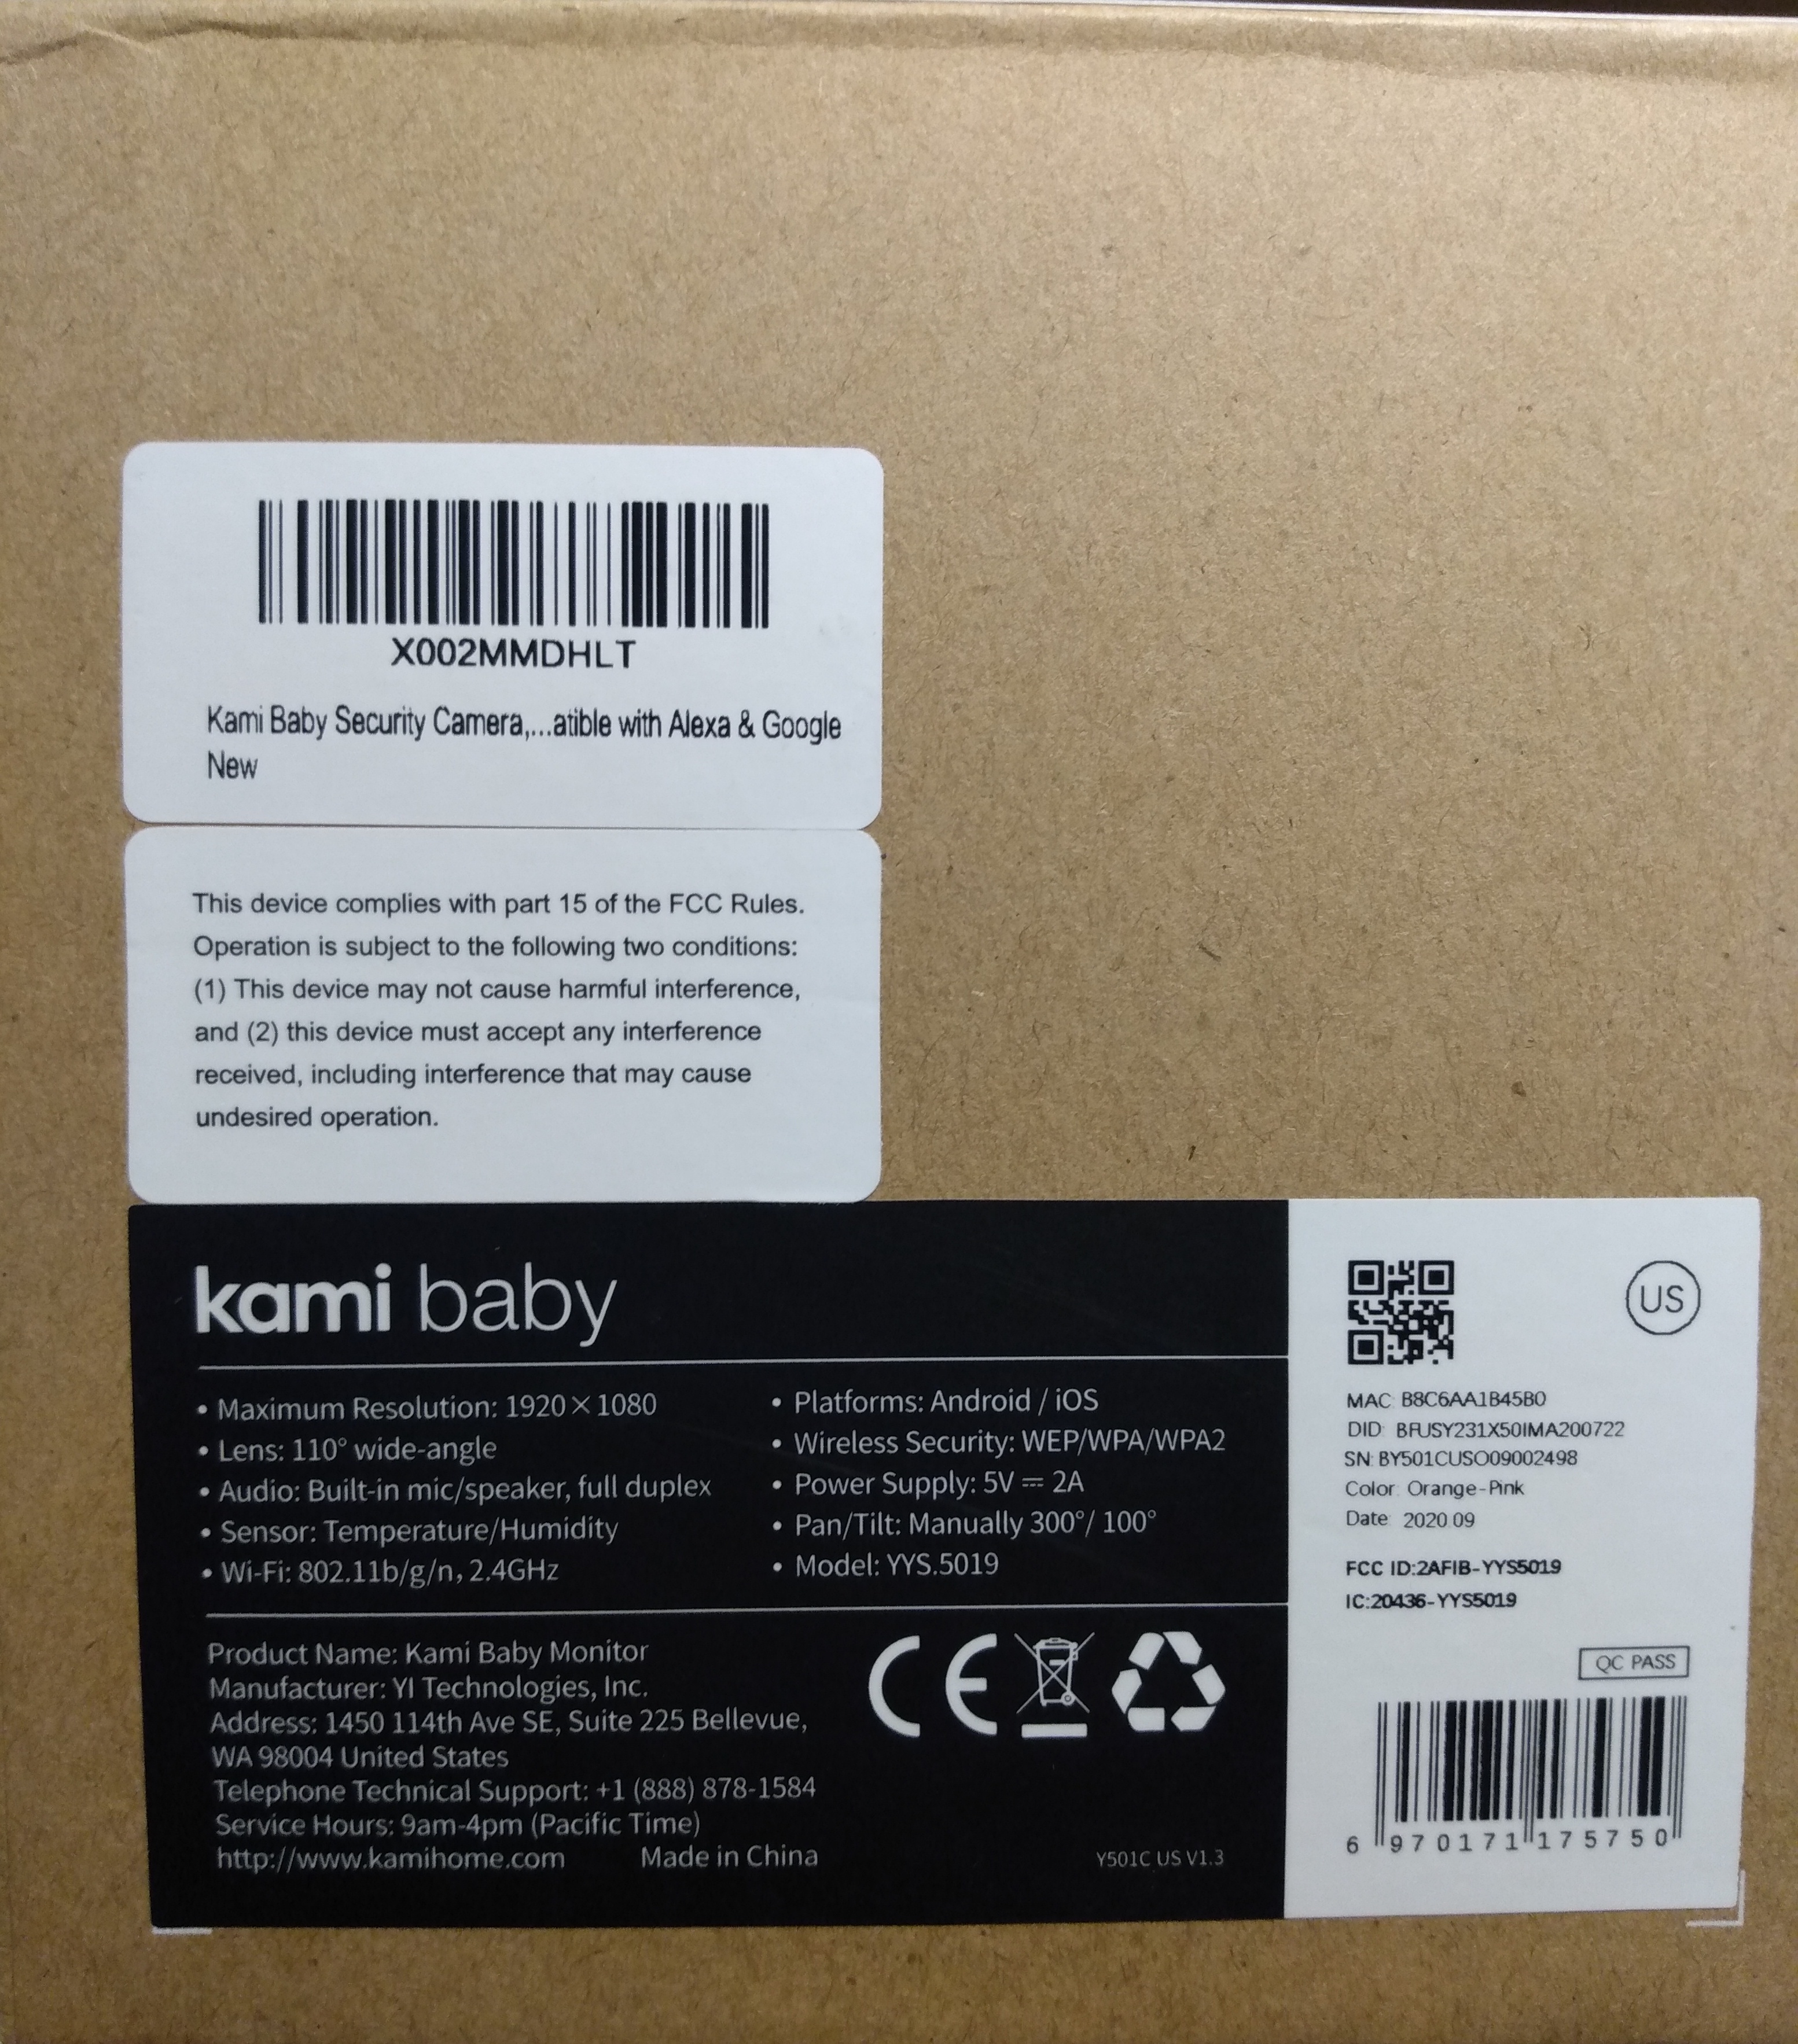 X002MMDHLT
Kami Baby Security Camera,...atible with Alexa & Google
New
This device complies with part 15 of the FCC Rules.
Operation is subject to the following two conditions:
(1) This device may not cause harmful interference,
and (2) this device must accept any interference
received, including interference that may cause
undesired operation.
kami baby
• Maximum Resolution: 1920×1080
• Lens: 110° wide-angle
• Audio: Built-in mic/speaker, full duplex
• Sensor: Temperature/Humidity
• Wi-Fi: 802.11b/g/n, 2.4GHz
• Platforms: Android / iOS
• Wireless Security: WEP/WPA/WPA2
• Power Supply: 5V ⎓ 2A
• Pan/Tilt: Manually 300°/ 100°
• Model: YYS.5019
Product Name: Kami Baby Monitor
Manufacturer: YI Technologies, Inc.
Address: 1450 114th Ave SE, Suite 225 Bellevue,
WA 98004 United States
Telephone Technical Support: +1 (888) 878-1584
Service Hours: 9am-4pm (Pacific Time)
http://www.kamihome.com Made in China
CE
Y501C US V1.3
US
MAC: B8C6AA1B45B0
DID: BFUSY231X50IMA200722
SN: BY501CUSO09002498
Color: Orange-Pink
Date: 2020.09
FCC ID:2AFIB-YYS5019
IC:20436-YYS5019
QC PASS
6 970171 175750